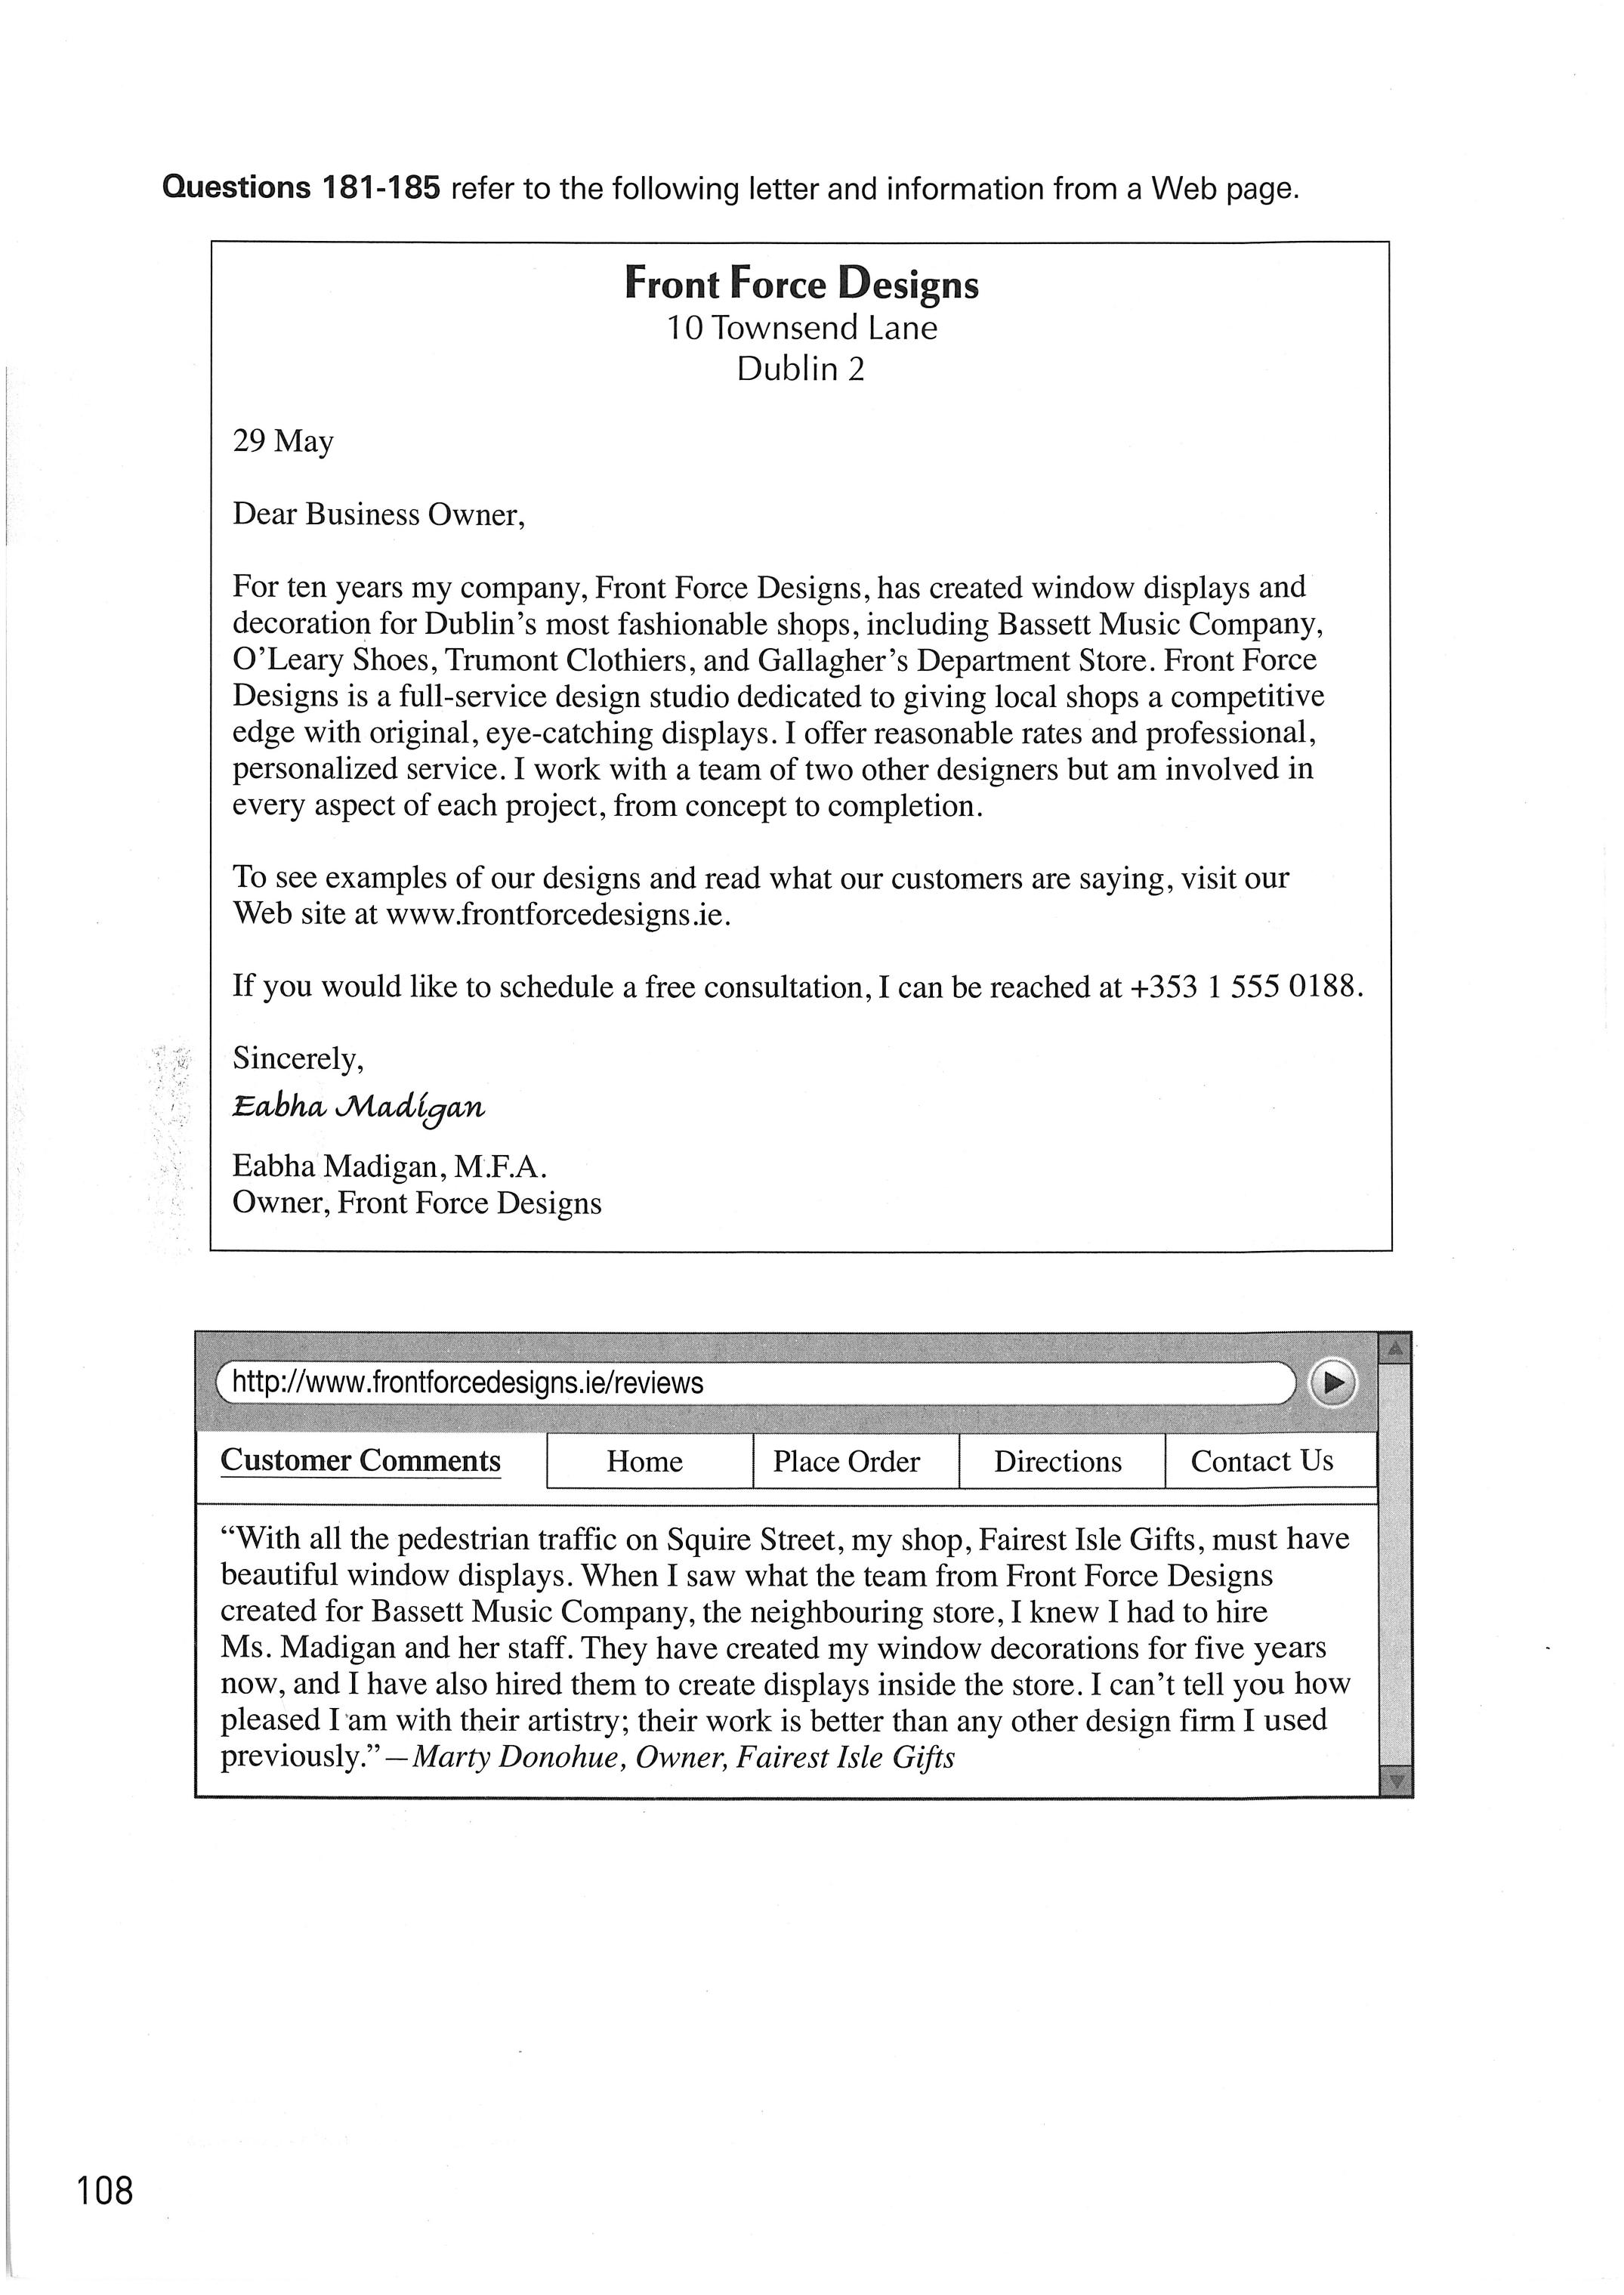 Questions 181-185 refer to the following letter and information from a Web page.
Front Force Designs
10 Townsend Lane
Dublin 2
29 May
Dear Business Owner,
For ten years my company, Front Force Designs, has created window displays and
decoration for Dublin's most fashionable shops, including Bassett Music Company,
O'Leary Shoes, Trumont Clothiers, and Gallagher's Department Store. Front Force
Designs is a full-service design studio dedicated to giving local shops a competitive
edge with original, eye-catching displays. I offer reasonable rates and professional,
personalized service. I work with a team of two other designers but am involved in
every aspect of each project, from concept to completion.
To see examples of our designs and read what our customers are saying, visit our
Web site at www.frontforcedesigns.ie.
If you would like to schedule a free consultation, I can be reached at +353 1 555 0188.
Sincerely,
Eabha Madigan
Eabha Madigan, M.F.A.
Owner, Front Force Designs
http://www.frontforcedesigns.ie/reviews
Customer Comments Home Place Order Directions Contact Us
“With all the pedestrian traffic on Squire Street, my shop, Fairest Isle Gifts, must have
beautiful window displays. When I saw what the team from Front Force Designs
created for Bassett Music Company, the neighbouring store, I knew I had to hire
Ms. Madigan and her staff. They have created my window decorations for five years
now, and I have also hired them to create displays inside the store. I can't tell you how
pleased I am with their artistry; their work is better than any other design firm I used
previously.” —Marty Donohue, Owner, Fairest Isle Gifts
108